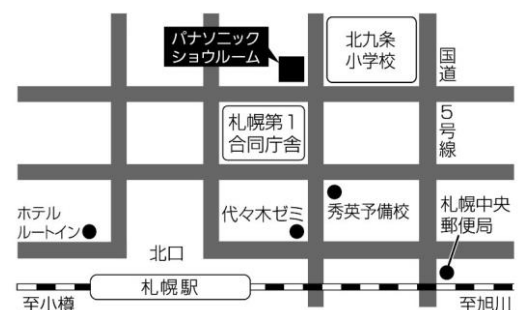 パナソニック
ショウルーム
北九条
小学校
国道
5号線
札幌第1
合同庁舎
ホテル
ルートイン
代々木ゼミ
秀英予備校
札幌中央
郵便局
北口
札幌駅
至小樽
至旭川